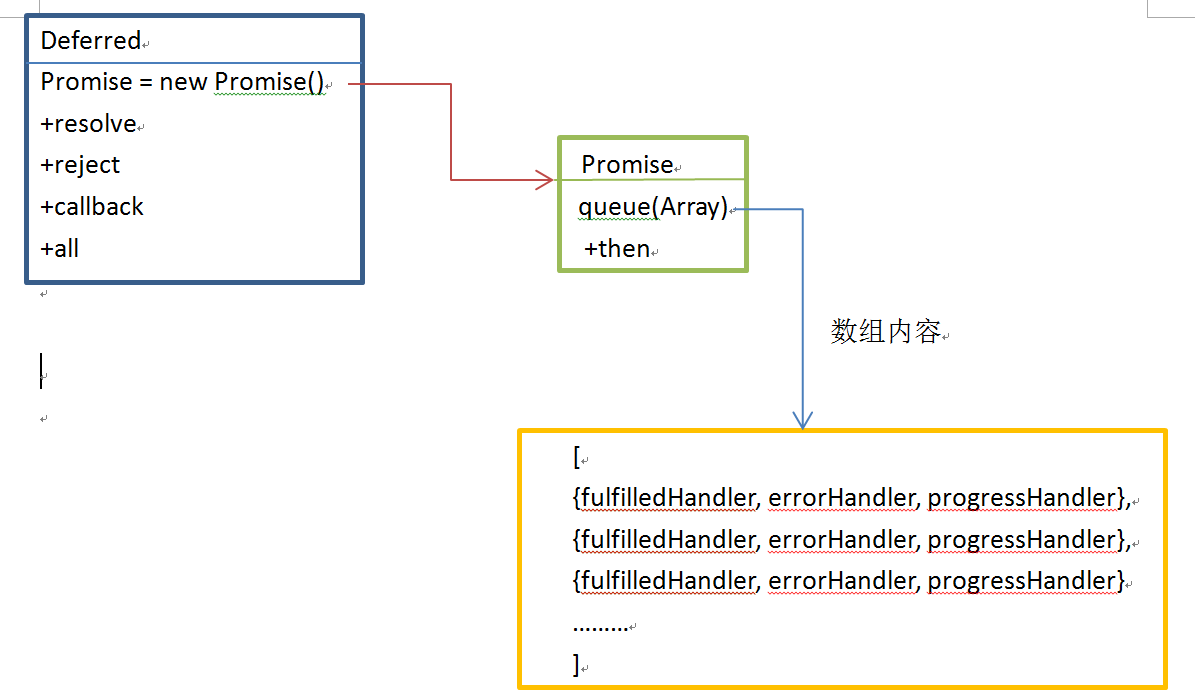 Deferred
Promise = new Promise()
+resolve
+reject
+callback
+all
Promise
queue(Array)
+then
数组内容
[
{fulfilledHandler, errorHandler, progressHandler},
{fulfilledHandler, errorHandler, progressHandler},
{fulfilledHandler, errorHandler, progressHandler}
.........
]